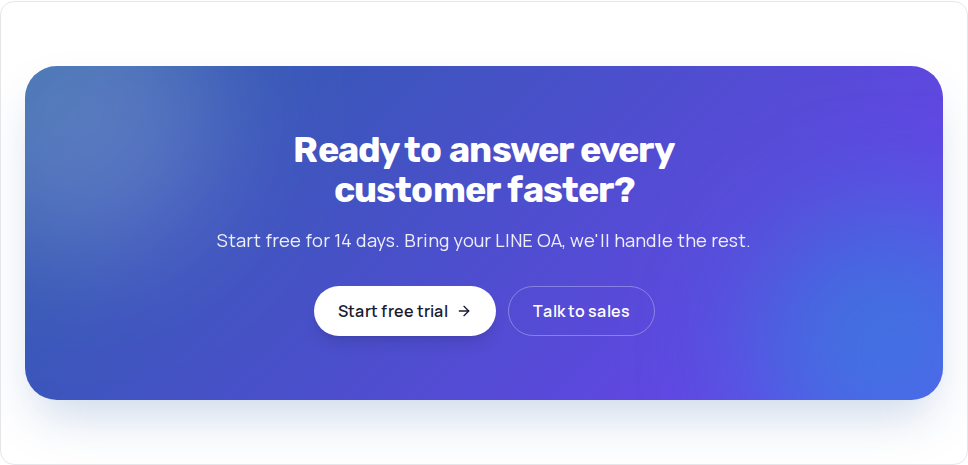 Ready to answer every
customer faster?
Start free for 14 days. Bring your LINE OA, we'll handle the rest.
Start free trial →
Talk to sales